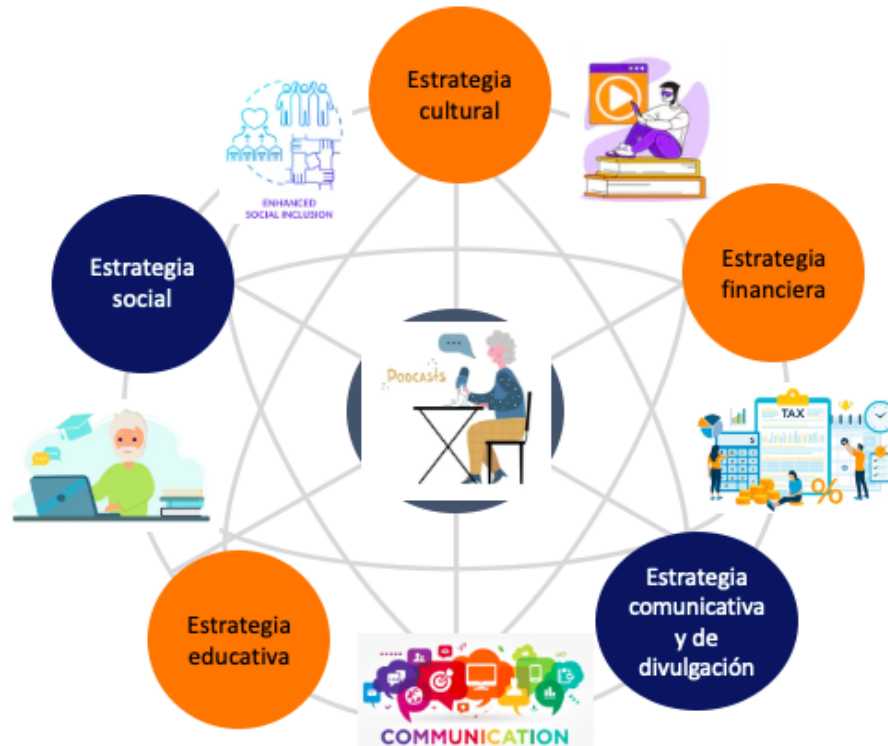 Estrategia
cultural
ENHANCED
SOCIAL INCLUSION
Estrategia
social
Estrategia
financiera
PODCASTS
TAX
%
Estrategia
educativa
Estrategia
comunicativa
y de
divulgación
COMMUNICATION